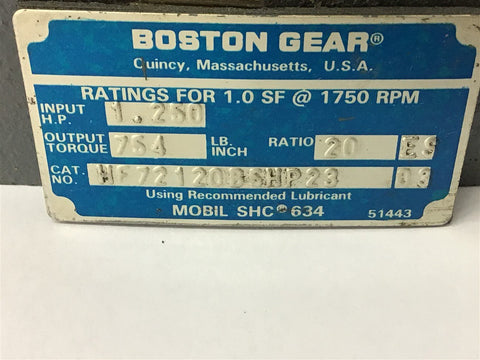 BOSTON GEAR®
Quincy, Massachusetts, U.S.A.
RATINGS FOR 1.0 SF @ 1750 RPM
INPUT H.P. 1.250
OUTPUT TORQUE 754 LB. INCH RATIO 20 ES
CAT. NO.
Using Recommended Lubricant
MOBIL SHC® 634 51443